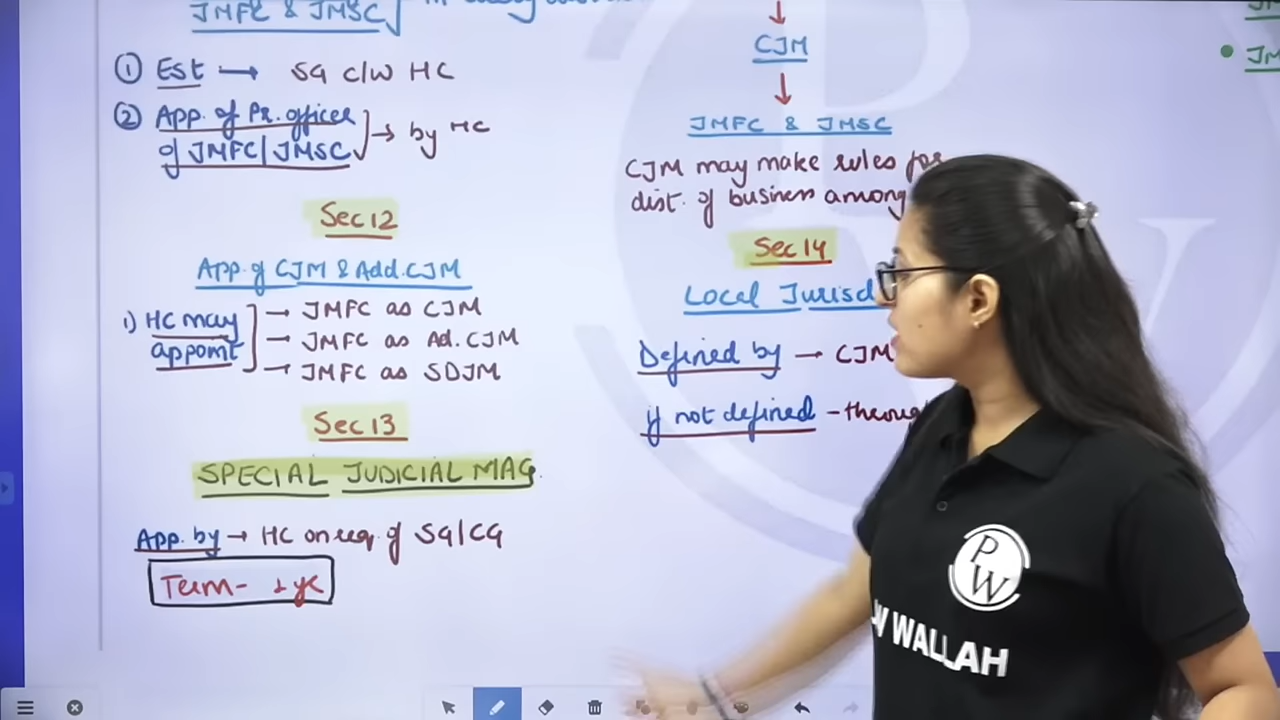 JMFC & JMSC
① Est → SG c/w HC
② App. of Pr. officer
of JMFC/JMSC → by HC
Sec 12
App. of CJM & Add. CJM
1) HC may
appoint
→ JMFC as CJM
→ JMFC as Ad. CJM
→ JMFC as SDJM
Sec 13
SPECIAL JUDICIAL MAG.
App. by → HC on req. of SG/CG
Term-
CJM
JMFC & JMSC
CJM may make rules for
dist. of business among
Sec 14
Local Jurisd
Defined by → CJM
if not defined -
PW
WALLAH